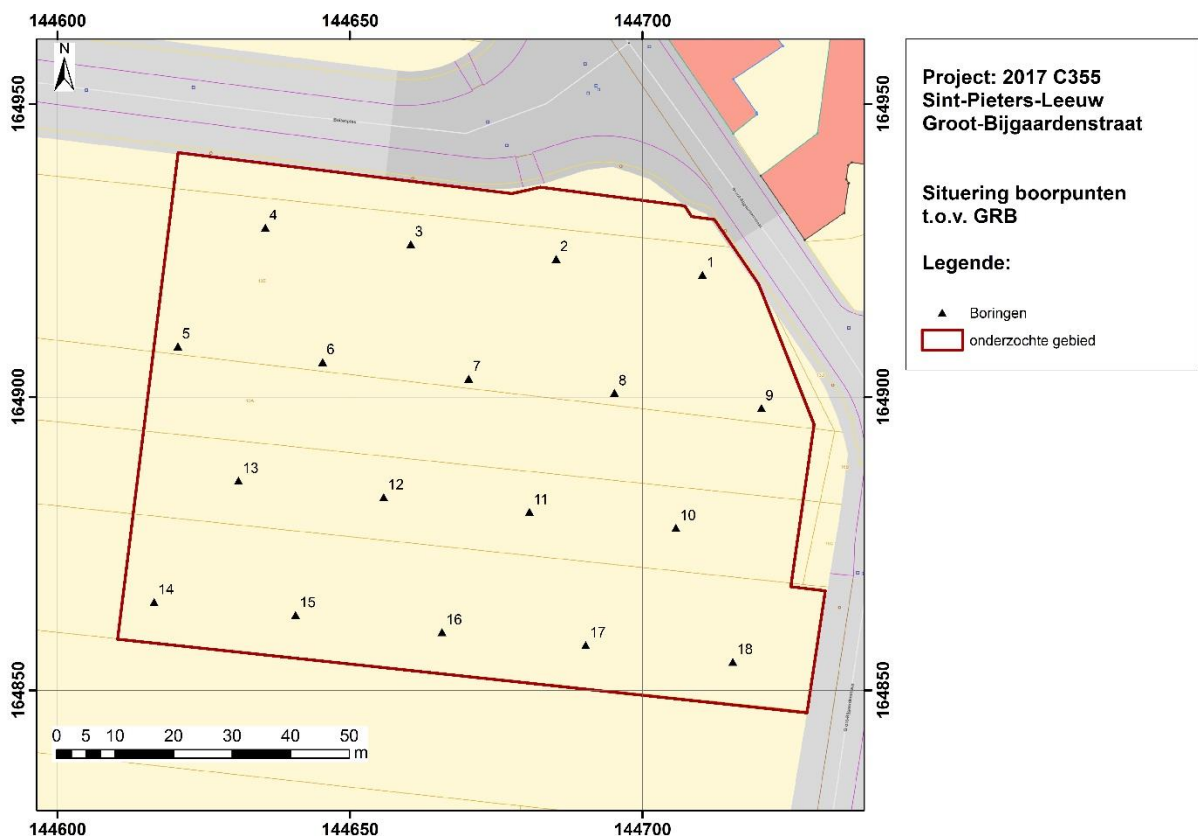 144600 144650 144700
N
164950
164900
164850
164950
164900
164850
1
2
3
4
5
6
7
8
9
10
11
12
13
14
15
16
17
18
0 5 10 20 30 40 50
m
144600 144650 144700
Project: 2017 C355
Sint-Pieters-Leeuw
Groot-Bijgaardenstraat
Situering boorpunten
t.o.v. GRB
Legende:
Boringen
onderzochte gebied